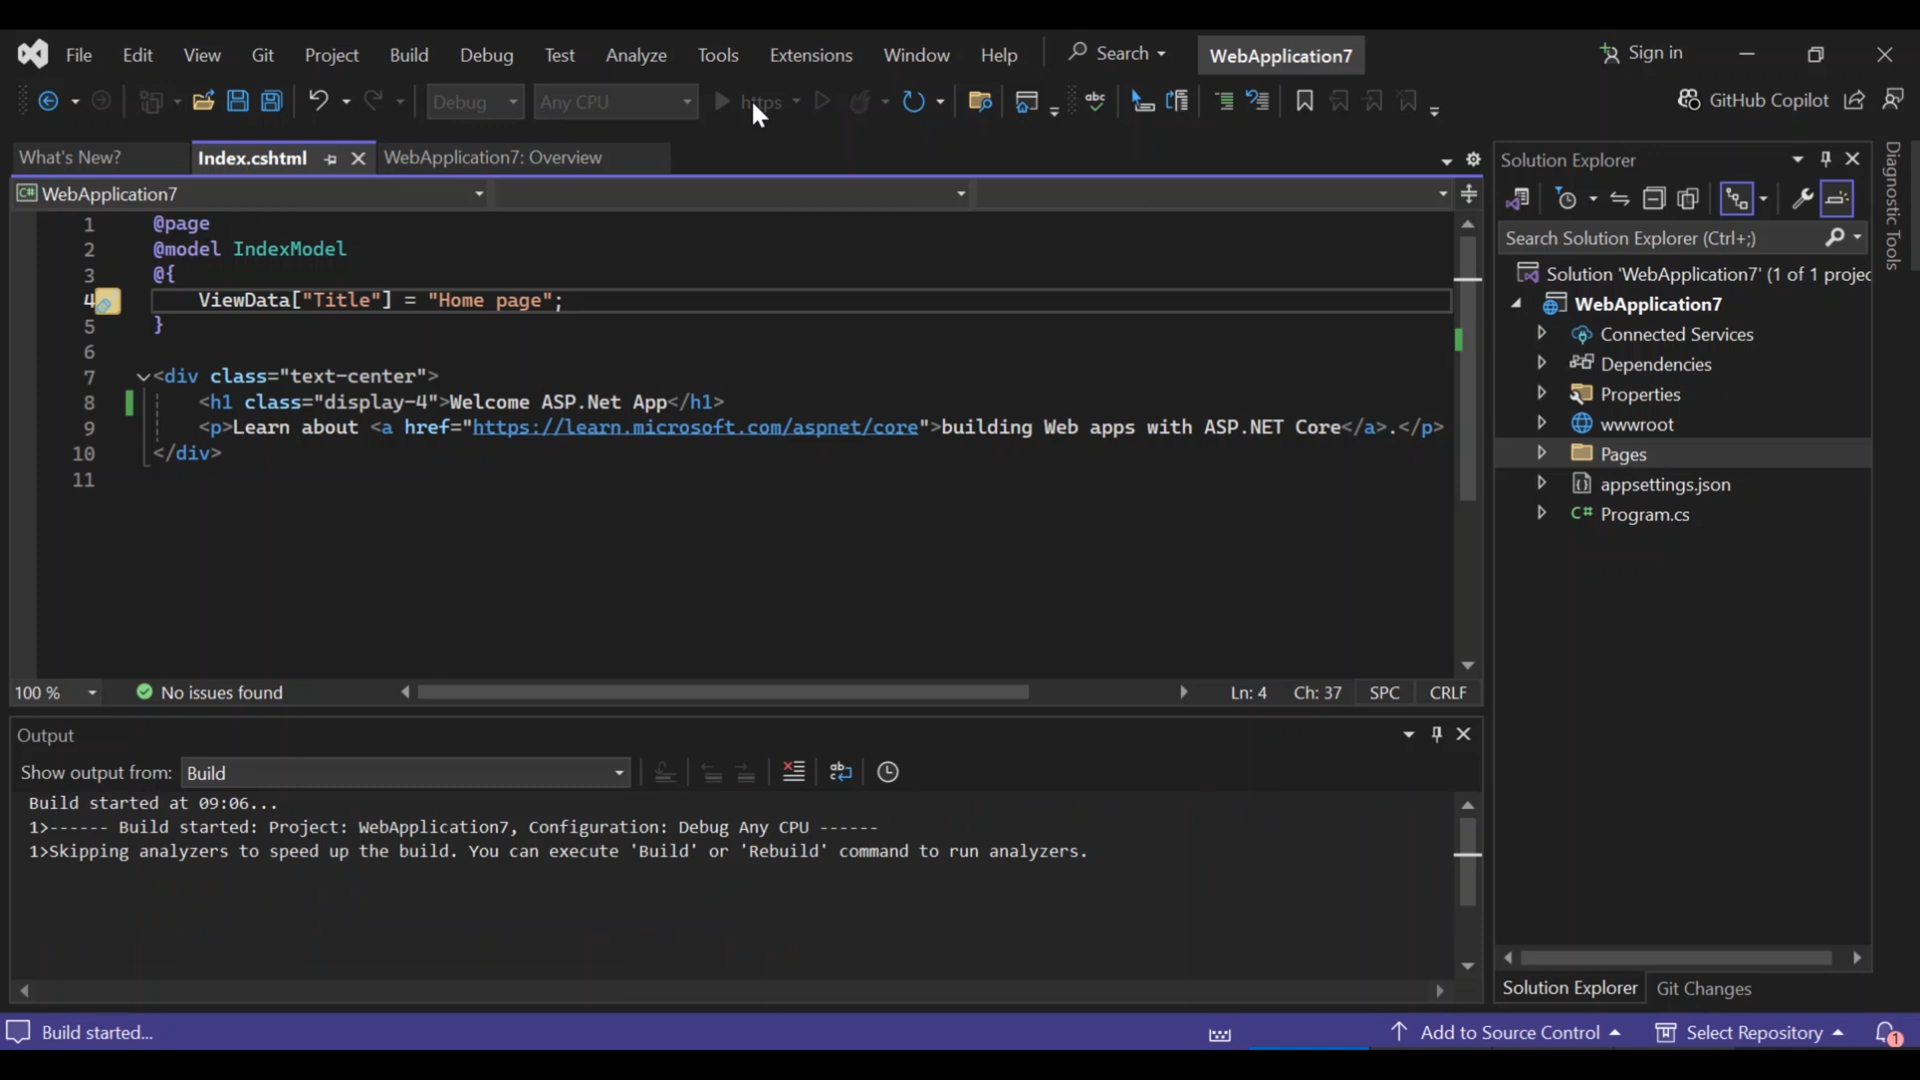 File Edit View Git Project Build Debug Test Analyze Tools Extensions Window Help Search WebApplication7 Sign in
Debug Any CPU https GitHub Copilot
What's New? Index.cshtml WebApplication7: Overview
WebApplication7
1 @page
2 @model IndexModel
3 @{
4 ViewData["Title"] = "Home page";
5 }
6
7 <div class="text-center">
8 <h1 class="display-4">Welcome ASP.Net App</h1>
9 <p>Learn about <a href="https://learn.microsoft.com/aspnet/core">building Web apps with ASP.NET Core</a>.</p>
10 </div>
11
100 % No issues found Ln: 4 Ch: 37 SPC CRLF
Output
Show output from: Build
Build started at 09:06...
1>------ Build started: Project: WebApplication7, Configuration: Debug Any CPU ------
1>Skipping analyzers to speed up the build. You can execute 'Build' or 'Rebuild' command to run analyzers.
Solution Explorer
Search Solution Explorer (Ctrl+;)
Solution 'WebApplication7' (1 of 1 projec
WebApplication7
Connected Services
Dependencies
Properties
wwwroot
Pages
appsettings.json
C# Program.cs
Solution Explorer Git Changes
Diagnostic Tools
Build started... Add to Source Control Select Repository 1